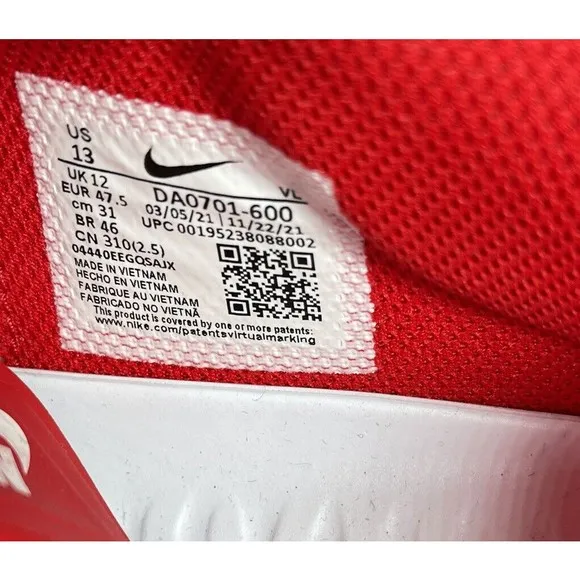 US
13
UK 12
EUR 47.5
cm 31
BR 46
CN 310(2.5)
04440EEGQSAJX
VL
DA0701-600
03/05/21 | 11/22/21
UPC 00195238088002
MADE IN VIETNAM
HECHO EN VIETNAM
FABRIQUE AU VIETNAM
FABRICADO NO VIETNÃ
This product is covered by one or more patents:
www.nike.com/patentsvirtualmarking